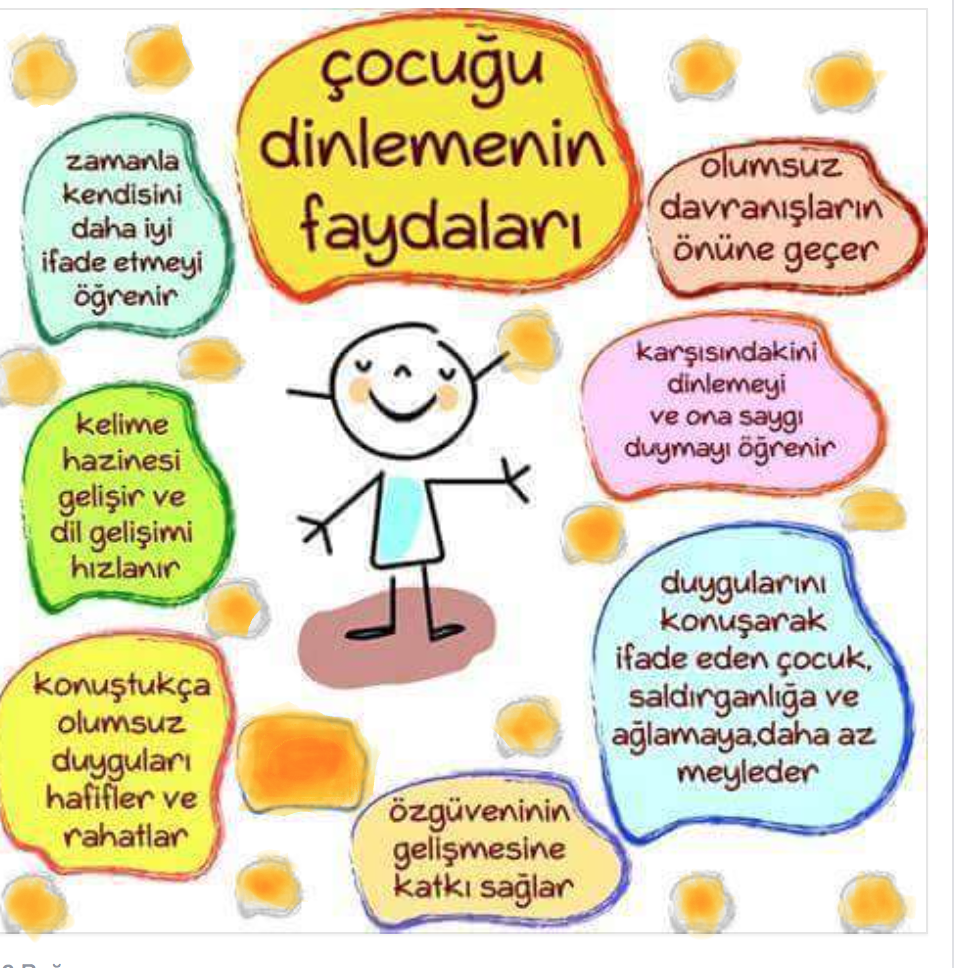 çocuğu
dinlemenin
faydaları
zamanla
kendisini
daha iyi
ifade etmeyi
öğrenir
olumsuz
davranışların
önüne geçer
karşısındakini
dinlemeyi
ve ona saygı
duymayı öğrenir
kelime
hazinesi
gelişir ve
dil gelişimi
hızlanır
duygularını
konuşarak
ifade eden çocuk,
saldırganlığa ve
ağlamaya,daha az
meyleder
konuştukça
olumsuz
duyguları
hafifler ve
rahatlar
özgüveninin
gelişmesine
katkı sağlar